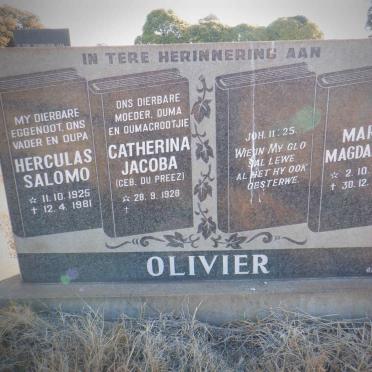 IN TERE HERINNERING AAN
MY DIERBARE
EGGENOOT, ONS
VADER EN OUPA
HERCULAS
SALOMO
☆ 11.10.1925
† 12.4.1981
ONS DIERBARE
MOEDER, OUMA
EN OUMAGROOTJIE
CATHERINA
JACOBA
(GEB. DU PREEZ)
☆ 28.9.1928
†
JOH. 11:25.
WIE IN MY GLO
SAL LEWE
AL HET HY OOK
GESTERWE.
MAR
MAGDA
☆ 2.10.
† 30.12.
OLIVIER